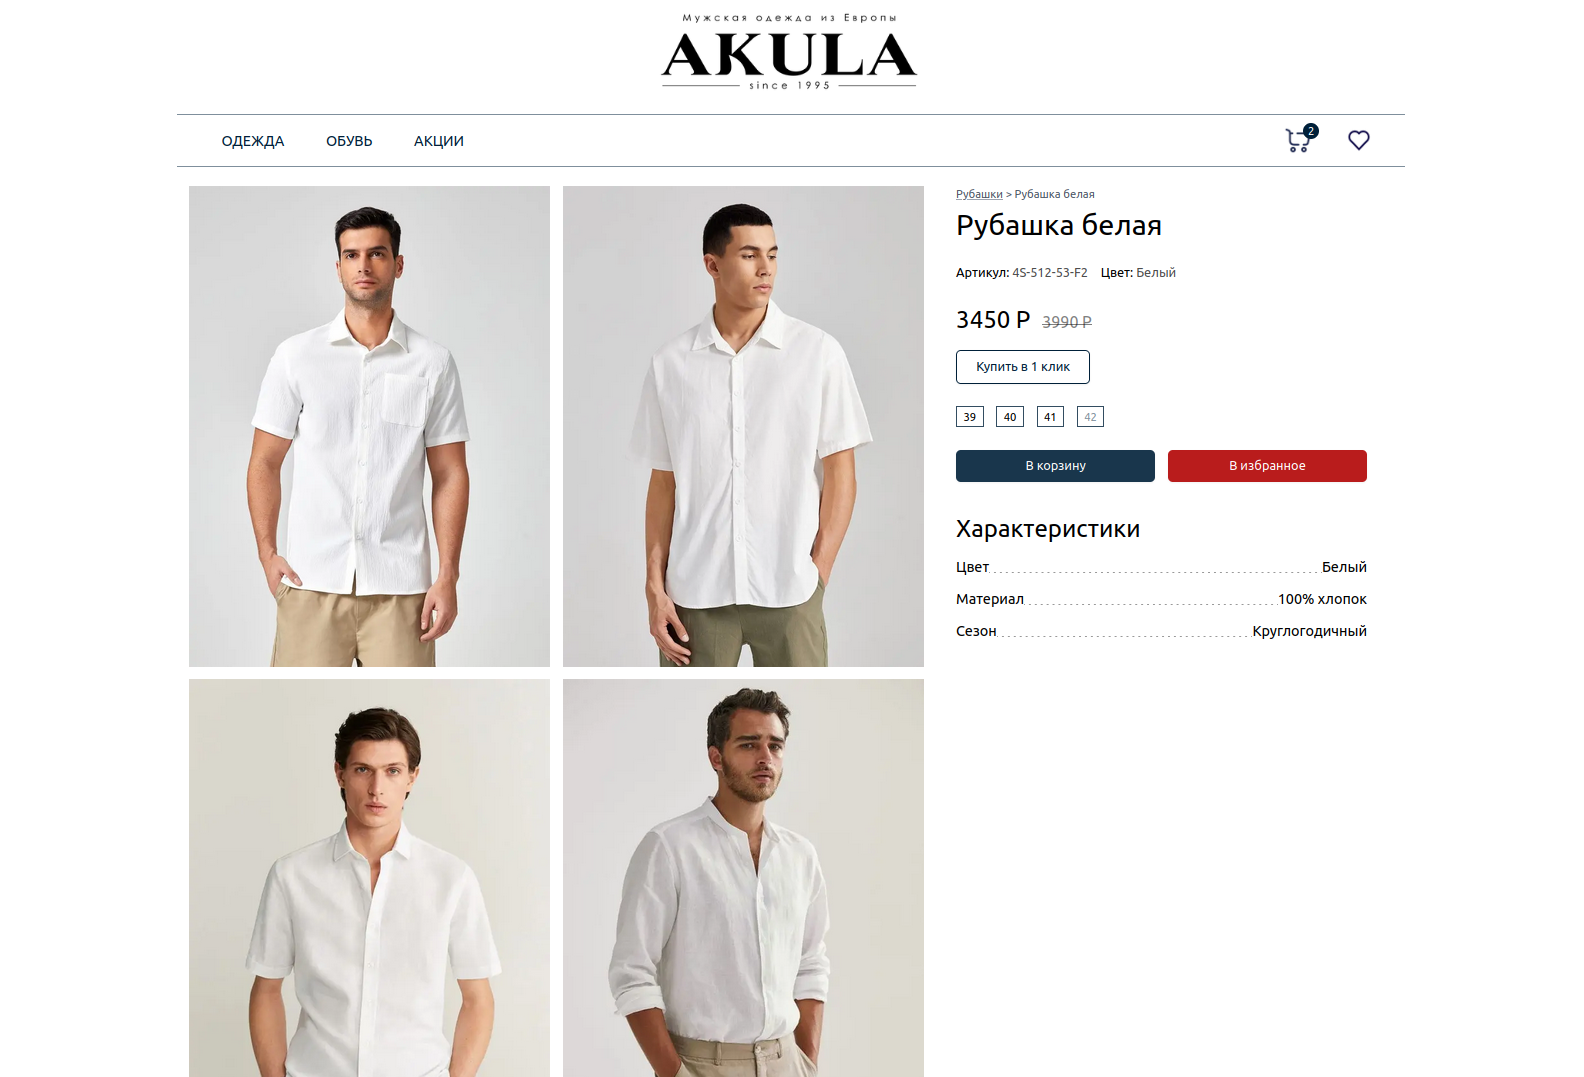 Мужская одежда из Европы
AKULA
since 1995
ОДЕЖДА ОБУВЬ АКЦИИ 2
Рубашки > Рубашка белая
Рубашка белая
Артикул: 4S-512-53-F2 Цвет: Белый
3450 Р 3990 Р
Купить в 1 клик
39 40 41 42
В корзину В избранное
Характеристики
Цвет Белый
Материал 100% хлопок
Сезон Круглогодичный